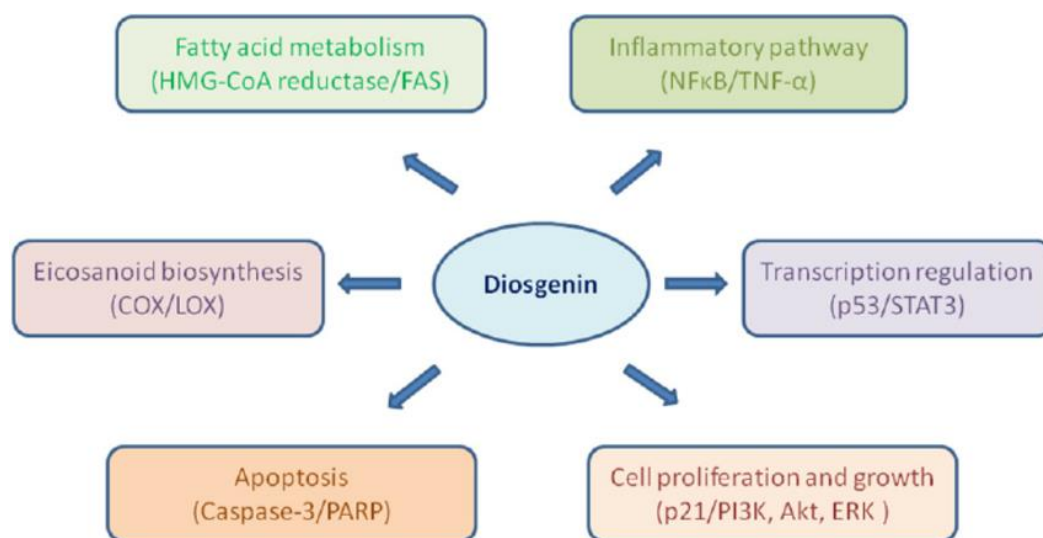 Fatty acid metabolism
(HMG-CoA reductase/FAS)
Inflammatory pathway
(NFκB/TNF-α)
Eicosanoid biosynthesis
(COX/LOX)
Diosgenin
Transcription regulation
(p53/STAT3)
Apoptosis
(Caspase-3/PARP)
Cell proliferation and growth
(p21/PI3K, Akt, ERK )